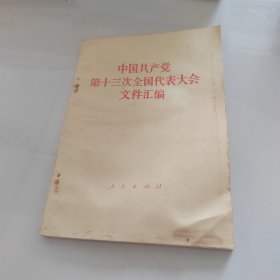 中国共产党
第十三次全国代表大会
文件汇编
人民出版社